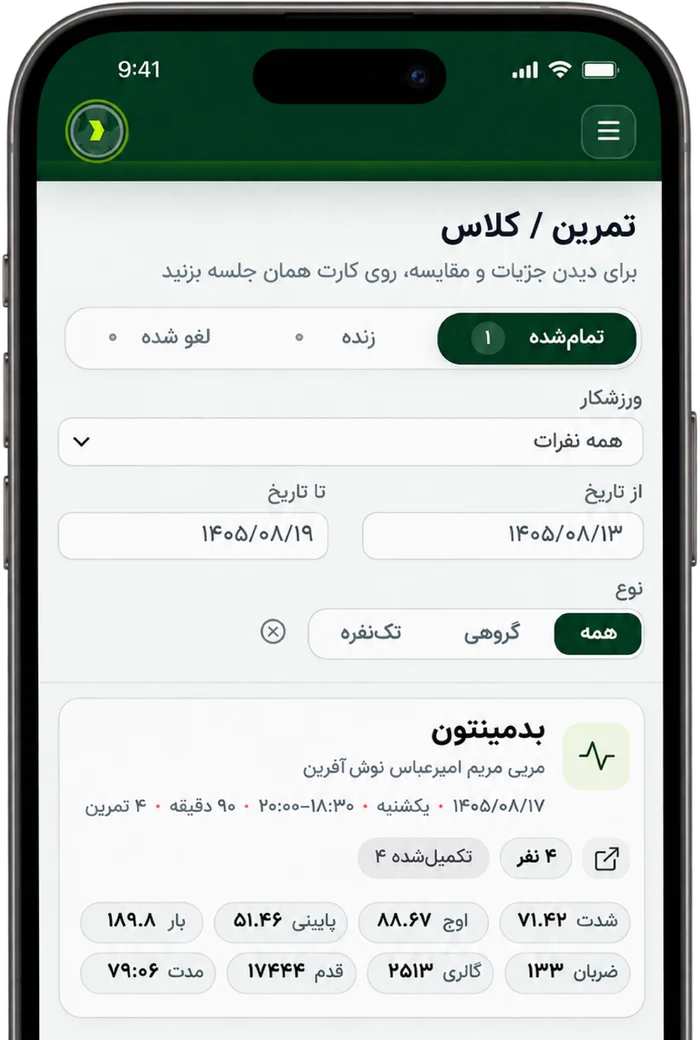 9:41
تمرین / کلاس
برای دیدن جزئیات و مقایسه، روی کارت همان جلسه بزنید
تمام‌شده ۱ زنده ۰ لغو شده ۰
ورزشکار
همه نفرات
از تاریخ تا تاریخ
۱۴۰۵/۰۸/۱۳ ۱۴۰۵/۰۸/۱۹
نوع
همه گروهی تک‌نفره
بدمینتون
مربی مریم امیرعباس نوش آفرین
۱۴۰۵/۰۸/۱۷ • یکشنبه • ۱۸:۳۰–۲۰:۰۰ • ۹۰ دقیقه • ۴ تمرین
۴ نفر تکمیل‌شده ۴
شدت ۷۱.۴۲ اوج ۸۸.۶۷ پایینی ۵۱.۴۶ بار ۱۸۹.۸
ضربان ۱۳۳ گالری ۲۵۱۳ قدم ۱۷۴۴۴ مدت ۷۹:۰۶